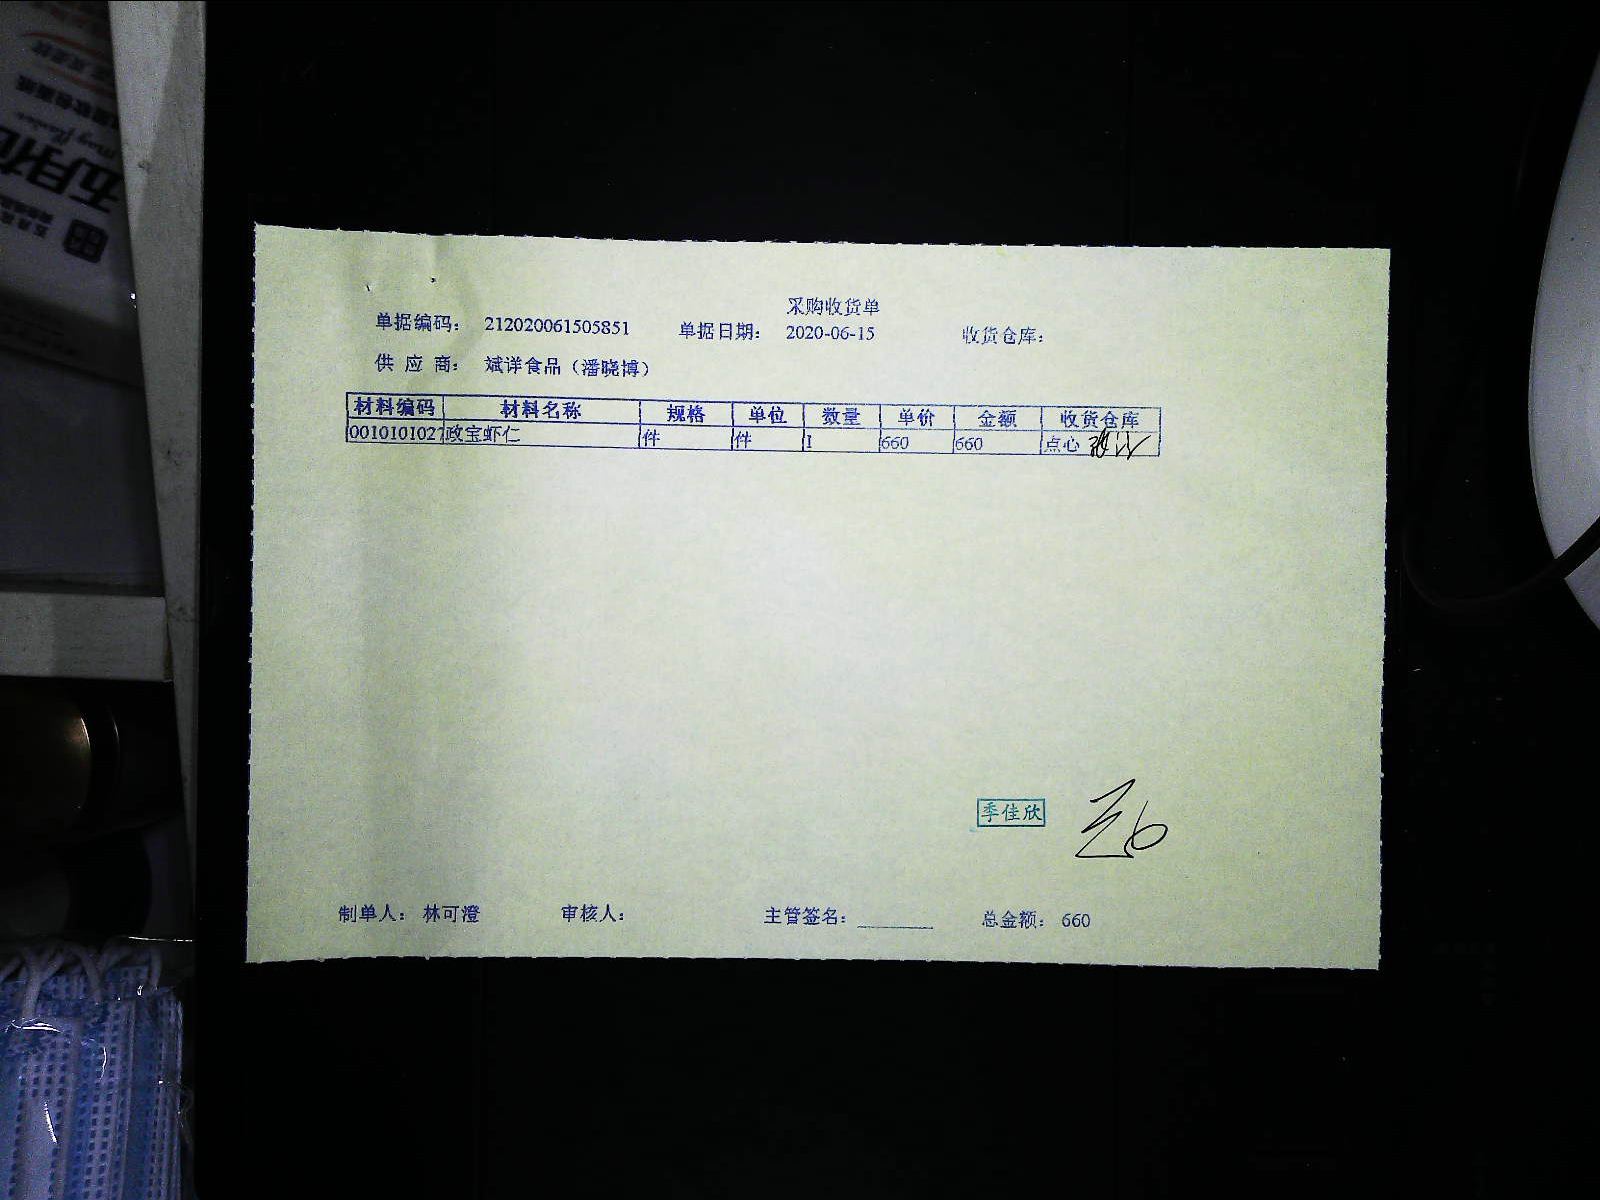 采购收货单
单据编码： 212020061505851 单据日期： 2020-06-15 收货仓库：
供 应 商： 斌详食品（潘晓博）
材料编码 材料名称 规格 单位 数量 单价 金额 收货仓库
0010101027 政宝虾仁 件 件 1 660 660 点心
季佳欣
制单人： 林可澄 审核人： 主管签名： 总金额： 660
五月花